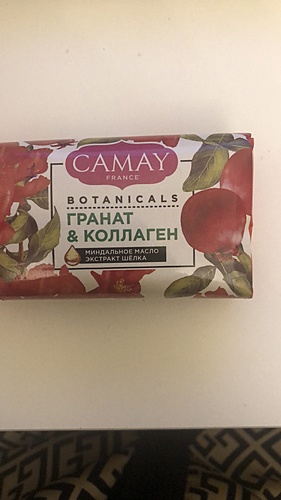 CAMAY
FRANCE
BOTANICALS
ГРАНАТ
& КОЛЛАГЕН
МИНДАЛЬНОЕ МАСЛО
ЭКСТРАКТ ШЁЛКА